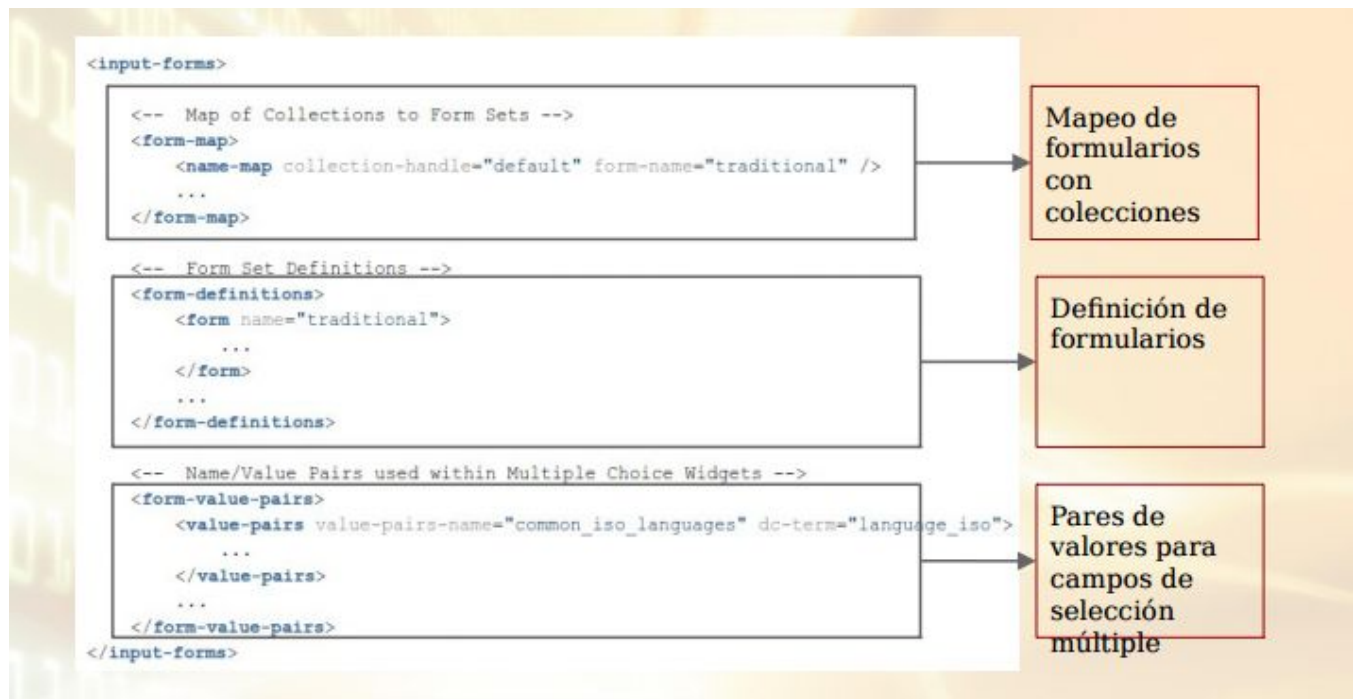 <input-forms>
<-- Map of Collections to Form Sets -->
<form-map>
<name-map collection-handle="default" form-name="traditional" />
...
</form-map>
Mapeo de
formularios
con
colecciones
<-- Form Set Definitions -->
<form-definitions>
<form name="traditional">
...
</form>
...
</form-definitions>
Definición de
formularios
<-- Name/Value Pairs used within Multiple Choice Widgets -->
<form-value-pairs>
<value-pairs value-pairs-name="common_iso_languages" dc-term="language_iso">
...
</value-pairs>
...
</form-value-pairs>
Pares de
valores para
campos de
selección
múltiple
</input-forms>